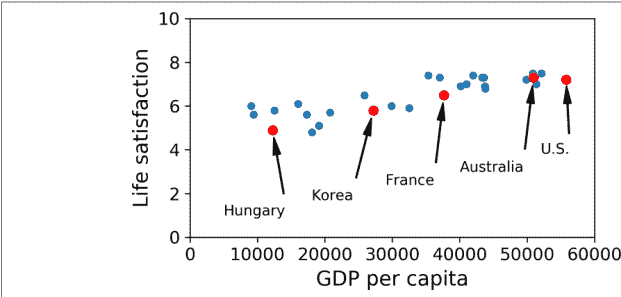 10
8
6
4
2
0
Life satisfaction
Hungary
Korea
France
Australia
U.S.
0 10000 20000 30000 40000 50000 60000
GDP per capita